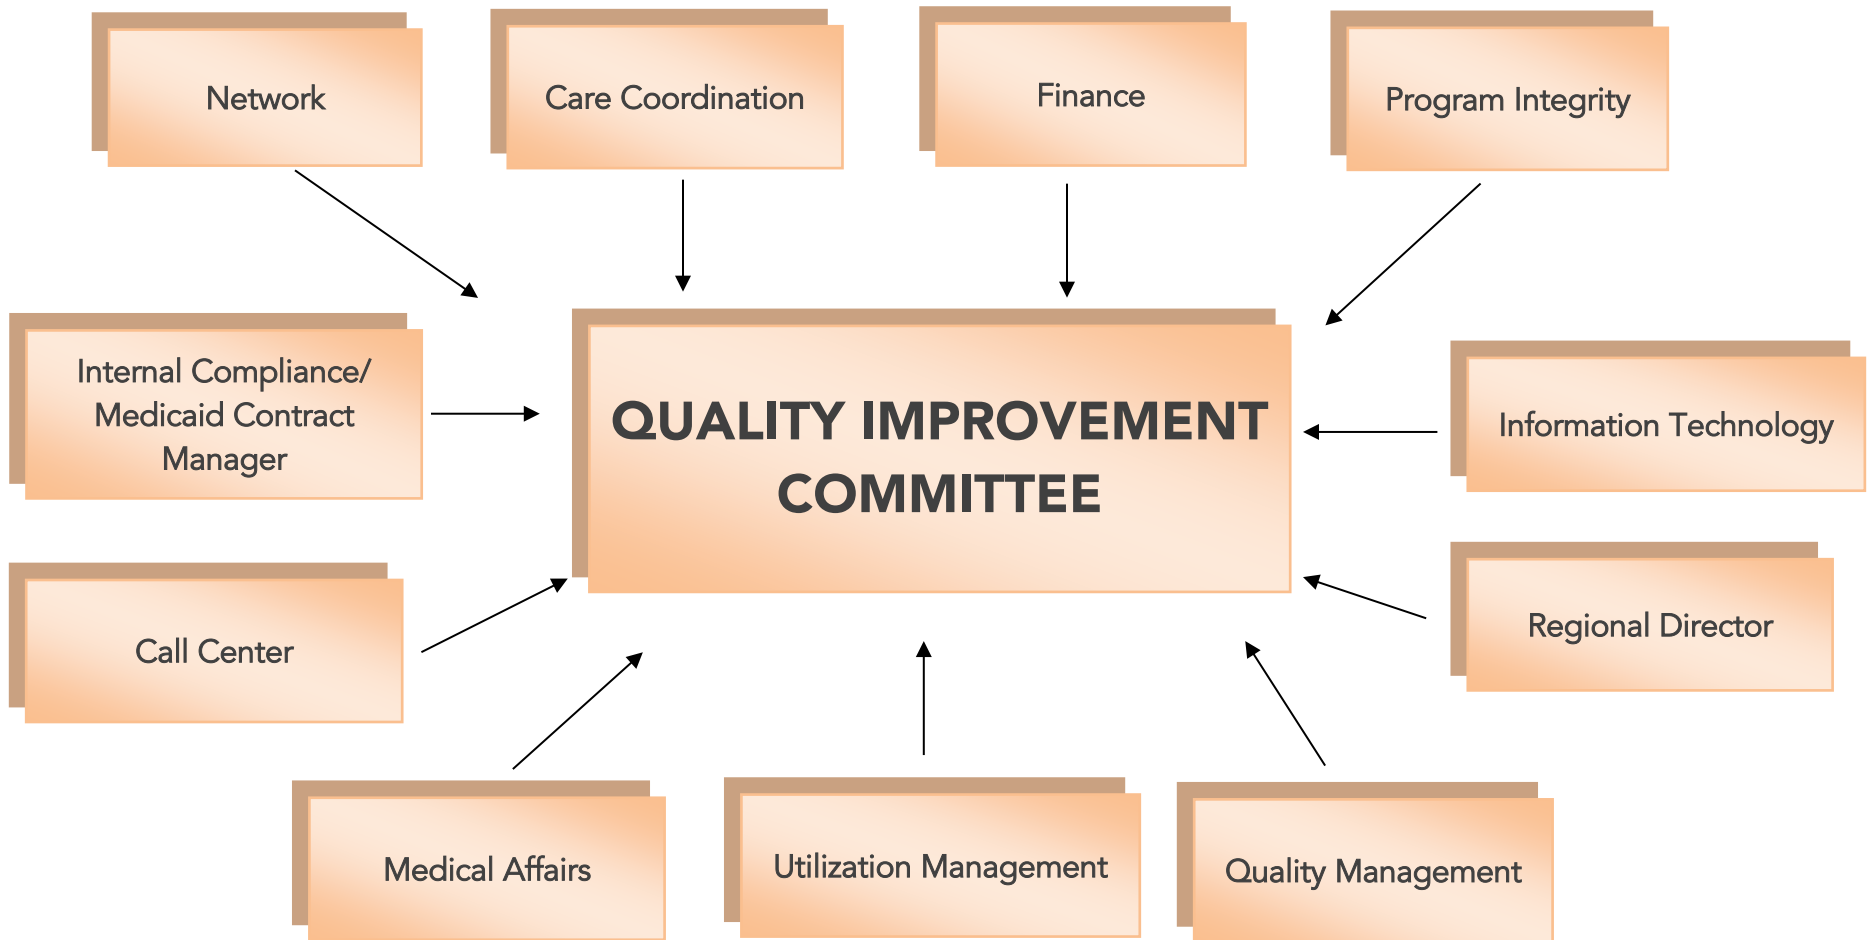 Network
Care Coordination
Finance
Program Integrity
Internal Compliance/
Medicaid Contract
Manager
QUALITY IMPROVEMENT
COMMITTEE
Information Technology
Call Center
Regional Director
Medical Affairs
Utilization Management
Quality Management